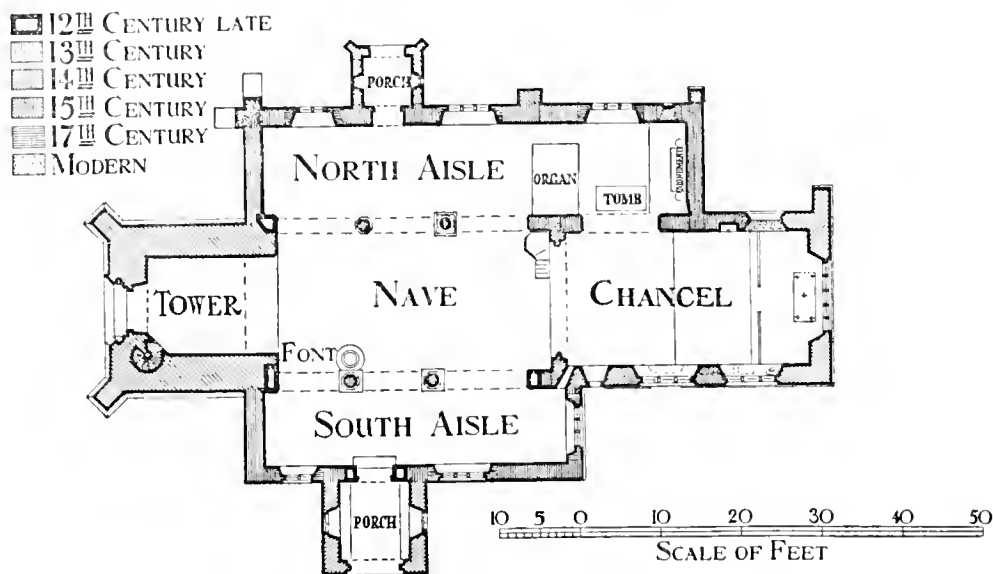 12TH CENTURY LATE
13TH CENTURY
14TH CENTURY
15TH CENTURY
17TH CENTURY
MODERN
PORCH
NORTH AISLE
ORGAN
TUMB
TOWER
NAVE
CHANCEL
FONT
SOUTH AISLE
PORCH
10 5 0 10 20 30 40 50
SCALE OF FEET